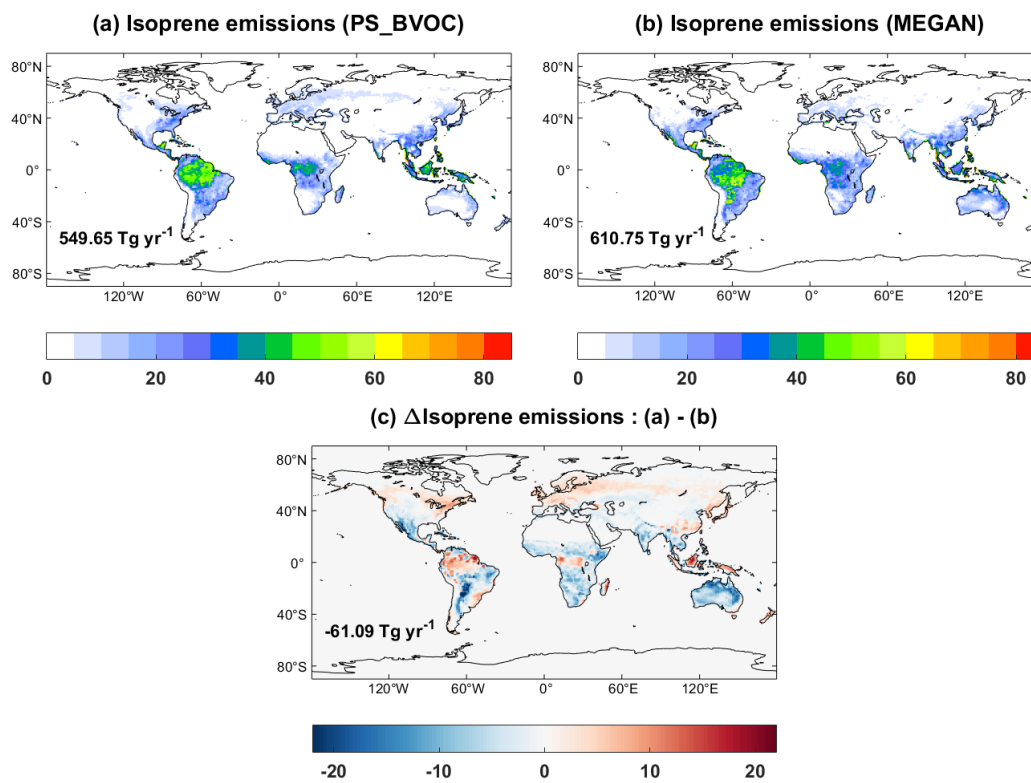 (a) Isoprene emissions (PS_BVOC)
(b) Isoprene emissions (MEGAN)
80°N
40°N
0°
40°S
80°S
549.65 Tg yr⁻¹
120°W 60°W 0° 60°E 120°E
0 20 40 60 80
80°N
40°N
0°
40°S
80°S
610.75 Tg yr⁻¹
120°W 60°W 0° 60°E 120°E
0 20 40 60 80
(c) ΔIsoprene emissions : (a) - (b)
80°N
40°N
0°
40°S
80°S
-61.09 Tg yr⁻¹
120°W 60°W 0° 60°E 120°E
-20 -10 0 10 20